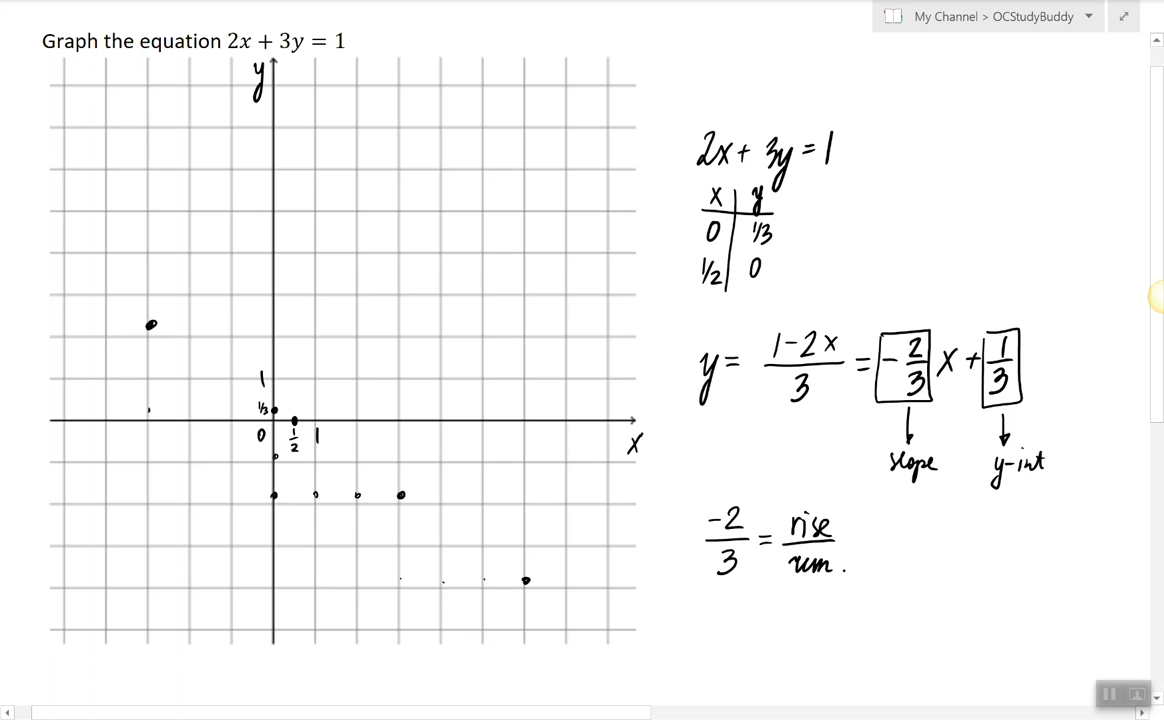 My Channel > OCStudyBuddy
Graph the equation 2x + 3y = 1
y
2x + 3y = 1
x | y
0 | 1/3
1/2 | 0
y = (1-2x)/3 = -2/3 x + 1/3
slope y-int
-2/3 = rise/run.
1
1/3
0 1/2 1
x